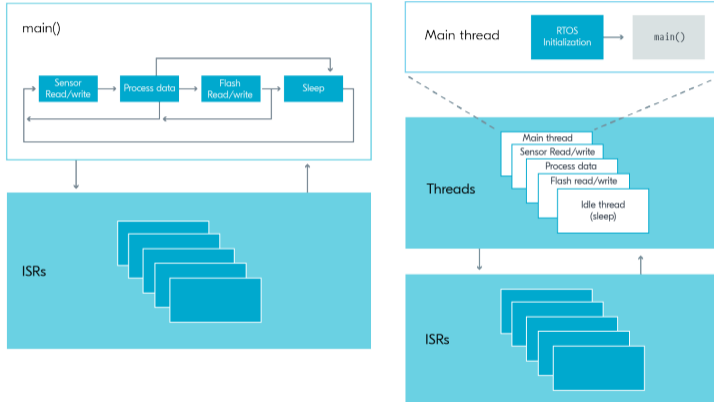 main()
Sensor
Read/write
Process data
Flash
Read/write
Sleep
ISRs
Main thread
RTOS
Initialization
main()
Threads
Main thread
Sensor Read/write
Process data
Flash read/write
Idle thread
(sleep)
ISRs